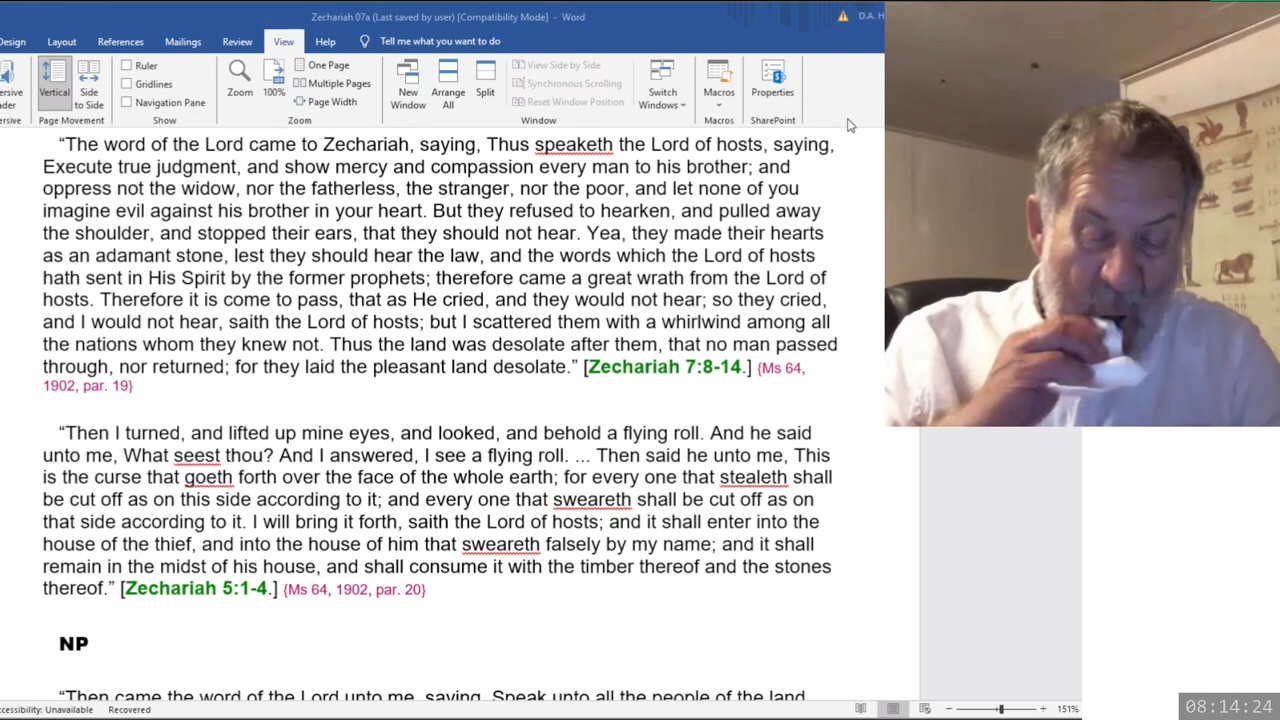 Zechariah 07a (Last saved by user) [Compatibility Mode] - Word
D.A. H
Design Layout References Mailings Review View Help Tell me what you want to do
Ruler
Gridlines
Navigation Pane
Vertical
Side to Side
Page Movement
Show
Zoom
100%
One Page
Multiple Pages
Page Width
Zoom
New Window
Arrange All
Split
View Side by Side
Synchronous Scrolling
Reset Window Position
Window
Switch Windows
Macros
Macros
Properties
SharePoint
“The word of the Lord came to Zechariah, saying, Thus speaketh the Lord of hosts, saying,
Execute true judgment, and show mercy and compassion every man to his brother; and
oppress not the widow, nor the fatherless, the stranger, nor the poor, and let none of you
imagine evil against his brother in your heart. But they refused to hearken, and pulled away
the shoulder, and stopped their ears, that they should not hear. Yea, they made their hearts
as an adamant stone, lest they should hear the law, and the words which the Lord of hosts
hath sent in His Spirit by the former prophets; therefore came a great wrath from the Lord of
hosts. Therefore it is come to pass, that as He cried, and they would not hear; so they cried,
and I would not hear, saith the Lord of hosts; but I scattered them with a whirlwind among all
the nations whom they knew not. Thus the land was desolate after them, that no man passed
through, nor returned; for they laid the pleasant land desolate.” [Zechariah 7:8-14.] {Ms 64,
1902, par. 19}
“Then I turned, and lifted up mine eyes, and looked, and behold a flying roll. And he said
unto me, What seest thou? And I answered, I see a flying roll. ... Then said he unto me, This
is the curse that goeth forth over the face of the whole earth; for every one that stealeth shall
be cut off as on this side according to it; and every one that sweareth shall be cut off as on
that side according to it. I will bring it forth, saith the Lord of hosts; and it shall enter into the
house of the thief, and into the house of him that sweareth falsely by my name; and it shall
remain in the midst of his house, and shall consume it with the timber thereof and the stones
thereof.” [Zechariah 5:1-4.] {Ms 64, 1902, par. 20}
NP
“Then came the word of the Lord unto me, saying, Speak unto all the people of the land,
ccessibility: Unavailable Recovered
151%
08:14:24